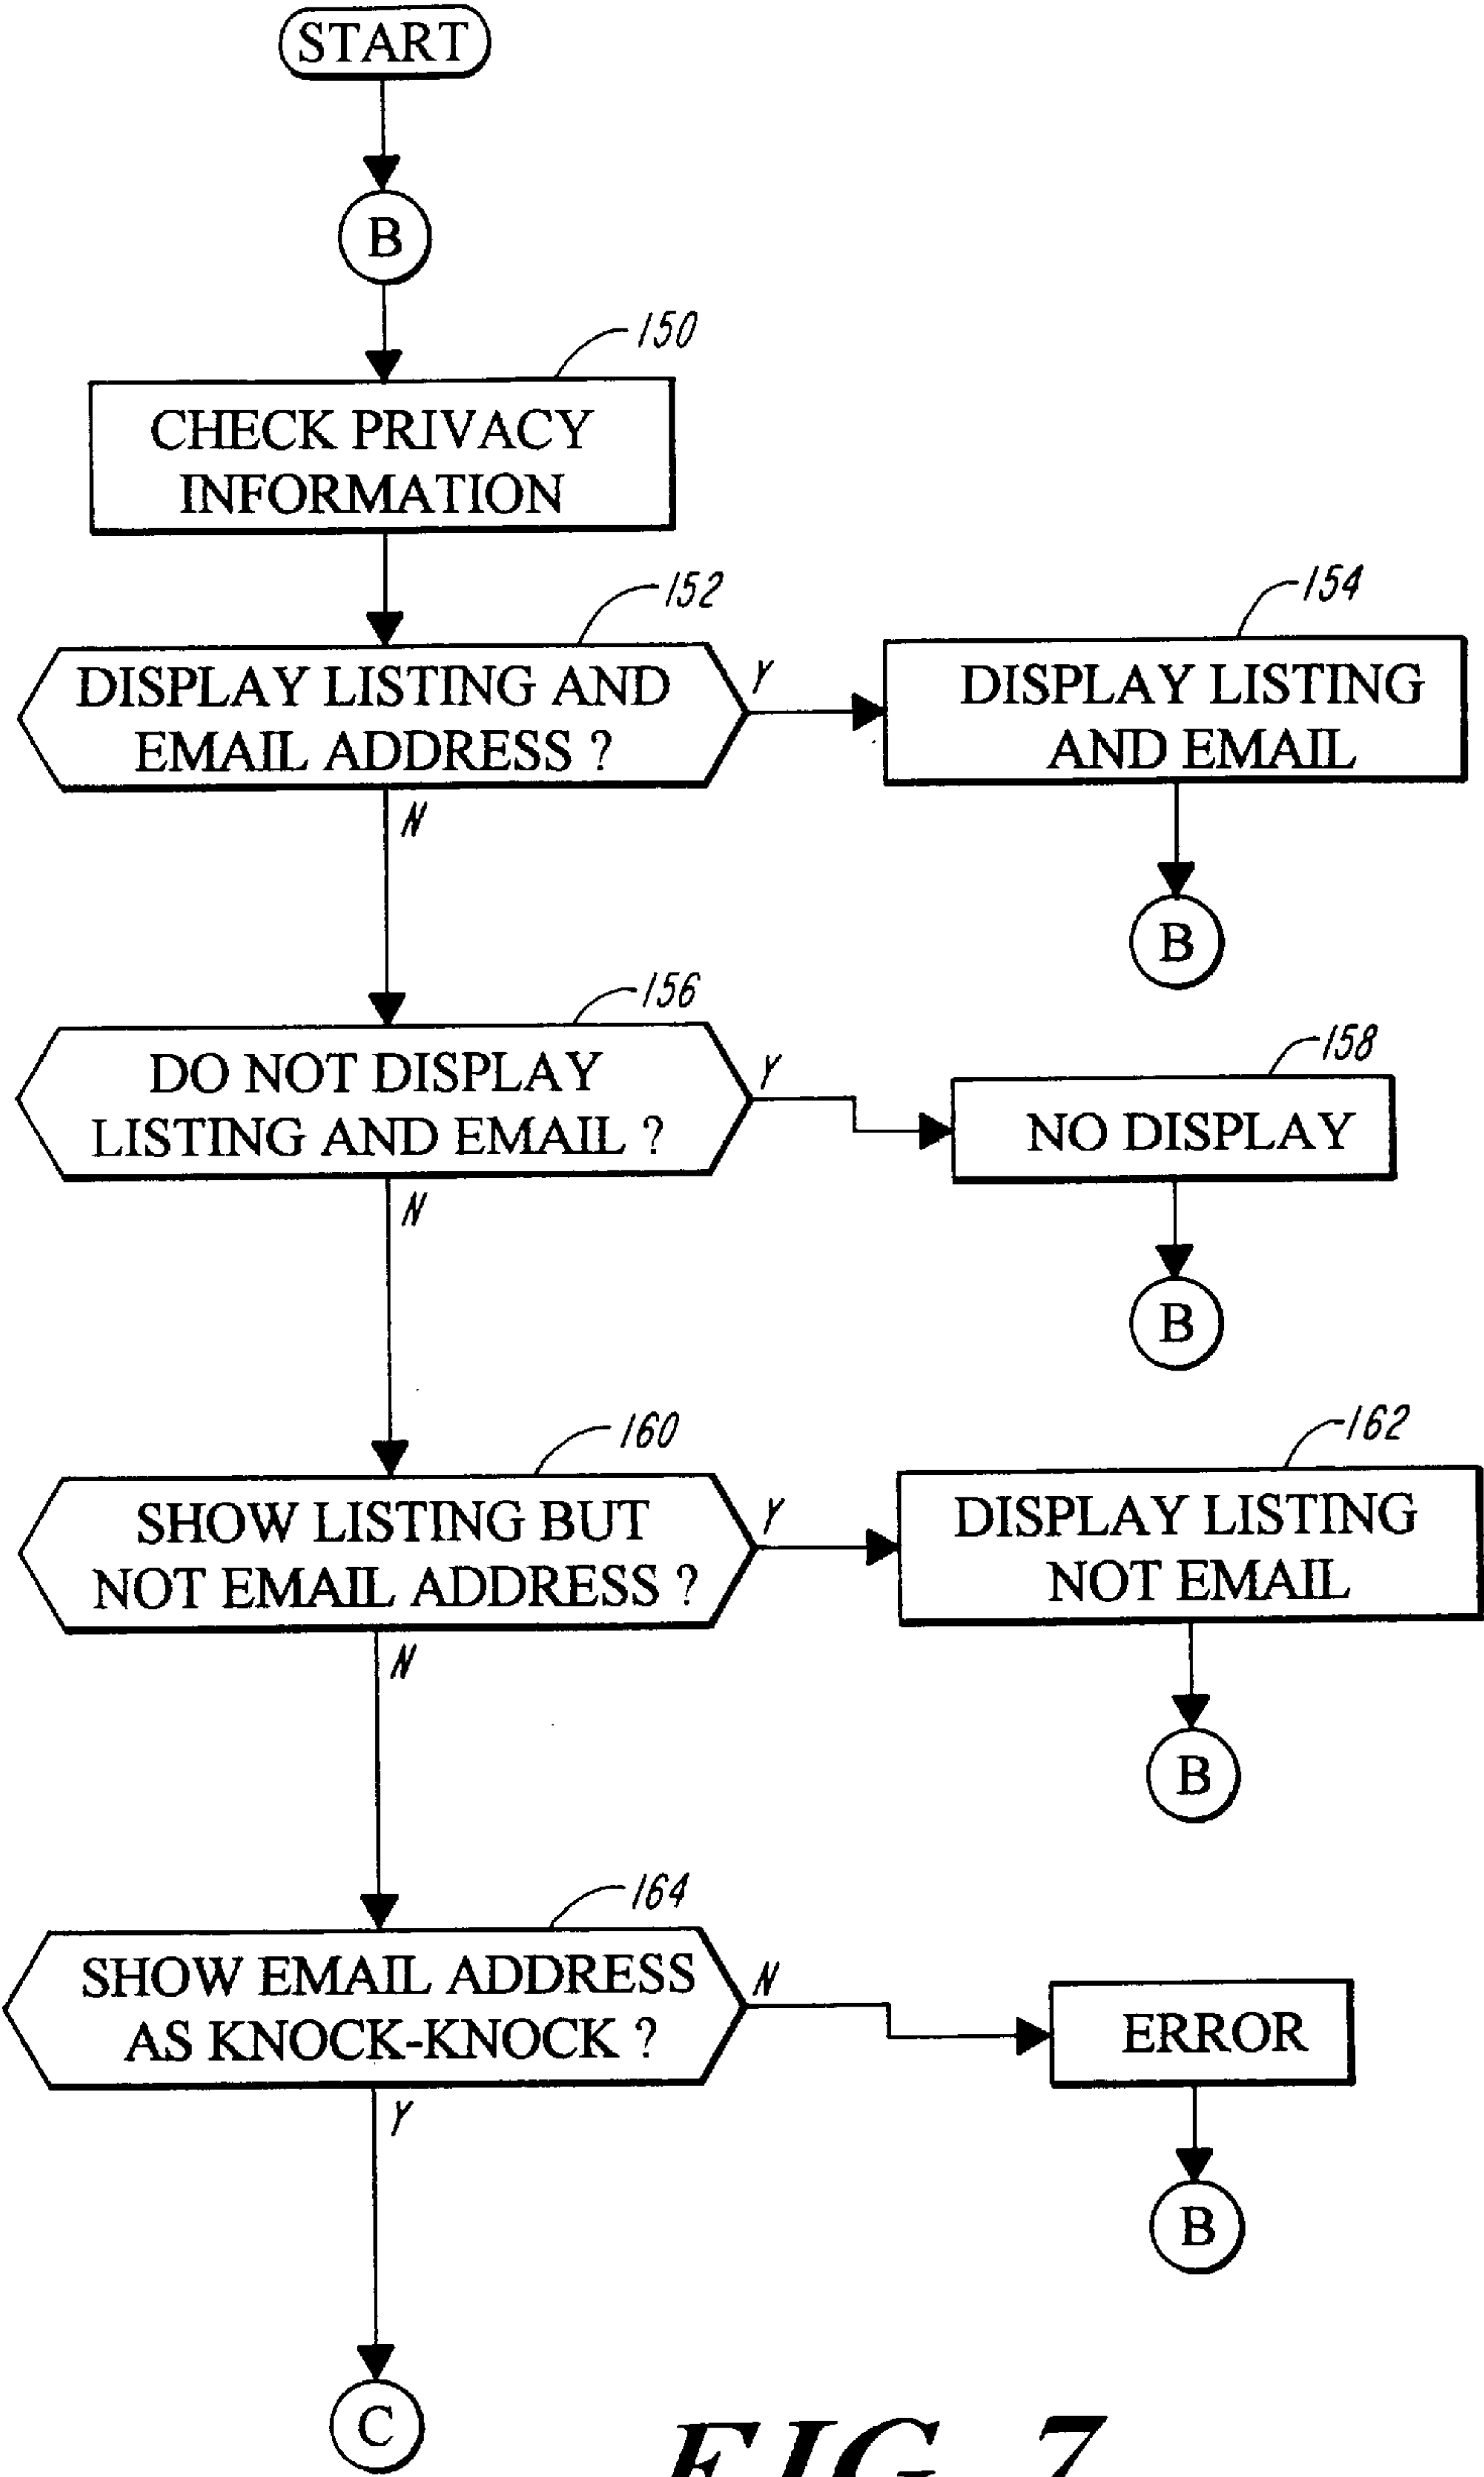 START
B
150
CHECK PRIVACY
INFORMATION
152
DISPLAY LISTING AND
EMAIL ADDRESS ?
Y
154
DISPLAY LISTING
AND EMAIL
N
B
156
DO NOT DISPLAY
LISTING AND EMAIL ?
Y
158
NO DISPLAY
N
B
160
SHOW LISTING BUT
NOT EMAIL ADDRESS ?
Y
162
DISPLAY LISTING
NOT EMAIL
N
B
164
SHOW EMAIL ADDRESS
AS KNOCK-KNOCK ?
N
ERROR
Y
B
C
FIG. 7